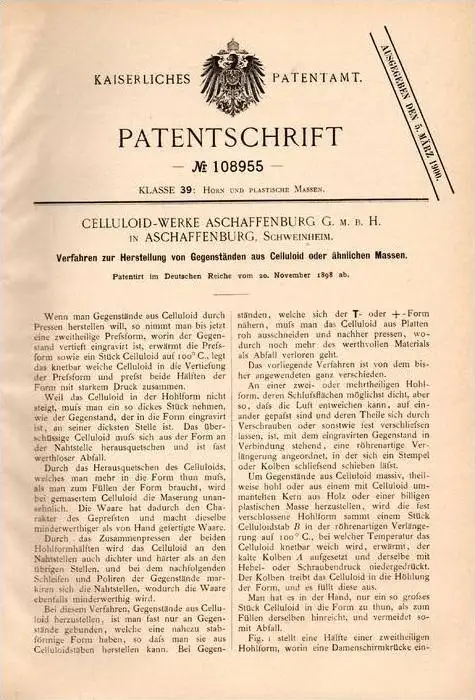 KAISERLICHES PATENTAMT.
AUSGEGEBEN DEN 5. MÄRZ 1900.
PATENTSCHRIFT
— № 108955 —
KLASSE 39: HORN UND PLASTISCHE MASSEN.
CELLULOID-WERKE ASCHAFFENBURG G. M. B. H.
IN ASCHAFFENBURG, SCHWEINHEIM.
Verfahren zur Herstellung von Gegenständen aus Celluloid oder ähnlichen Massen.
Patentirt im Deutschen Reiche vom 20. November 1898 ab.
Wenn man Gegenstände aus Celluloid durch
Pressen herstellen will, so nimmt man bis jetzt
eine zweitheilige Prefsform, worin der Gegen-
stand vertieft eingravirt ist, erwärmt die Prefs-
form sowie ein Stück Celluloid auf 100° C., legt
das knetbar weiche Celluloid in die Vertiefung
der Prefsform und prefst beide Hälften der
Form mit starkem Druck zusammen.
Weil das Celluloid in der Hohlform nicht
steigt, mufs man ein so dickes Stück nehmen,
wie der Gegenstand, der in die Form eingravirt
ist, an seiner dicksten Stelle ist. Das über-
schüssige Celluloid mufs sich aus der Form an
der Nahtstelle herausquetschen und ist fast
werthloser Abfall.
Durch das Herausquetschen des Celluloids,
welches man mehr in die Form thun mufs,
als man zum Füllen der Form braucht, wird
bei gemasertem Celluloid die Maserung unan-
sehnlich. Die Waare hat dadurch den Cha-
rakter des Geprefsten und macht dieselbe
minderwerthiger als von Hand gefertigte Waare.
Durch das Zusammenpressen der beiden
Hohlformhälften wird das Celluloid an den
Nahtstellen auch dichter und härter als an den
übrigen Stellen, und bei dem nachfolgenden
Schleifen und Poliren der Gegenstände mar-
kiren sich die Nahtstellen, wodurch die Waare
ebenfalls minderwerthig wird.
Bei diesem Verfahren, Gegenstände aus Cellu-
loid herzustellen, ist man fast nur an Gegen-
stände gebunden, welche eine nahezu stab-
förmige Form haben, so dafs man sie aus
Celluloidstäben herstellen kann. Bei Gegen-
ständen, welche sich der T- oder +-Form
nähern, mufs man das Celluloid aus Platten
roh ausschneiden und nachher pressen, wo-
durch noch mehr des werthvollen Materials
als Abfall verloren geht.
Das vorliegende Verfahren ist von dem bis-
her angewendeten ganz verschieden.
An einer zwei- oder mehrtheiligen Hohl-
form, deren Schlufsflächen möglichst dicht, aber
so, dafs die Luft entweichen kann, auf ein-
ander gepafst sind und deren Theile sich durch
Verschrauben oder sonstwie fest verschliefsen
lassen, ist, mit dem eingravirten Gegenstand in
Verbindung stehend, eine röhrenartige Ver-
längerung angeordnet, in der sich ein Stempel
oder Kolben schliefsend schieben läfst.
Um Gegenstände aus Celluloid massiv, theil-
weise hohl oder aus einem mit Celluloid um-
mantelten Kern aus Holz oder einer billigen
plastischen Masse herzustellen, wird die fest
verschlossene Hohlform sammt einem Stück
Celluloidstab B in der röhrenartigen Verlänge-
rung auf 100° C., bei welcher Temperatur das
Celluloid knetbar weich wird, erwärmt, der
kalte Kolben A aufgesetzt und derselbe mit
Hebel- oder Schraubendruck niedergedrückt.
Der Kolben treibt das Celluloid in die Höhlung
der Form, und es füllt diese aus.
Man hat es in der Hand, nur ein so grofses
Stück Celluloid in die Form zu thun, als zum
Füllen derselben hinreicht, und vermeidet so-
mit Abfall.
Fig. 1 stellt eine Hälfte einer zweitheiligen
Hohlform, worin eine Damenschirmkrücke ein-